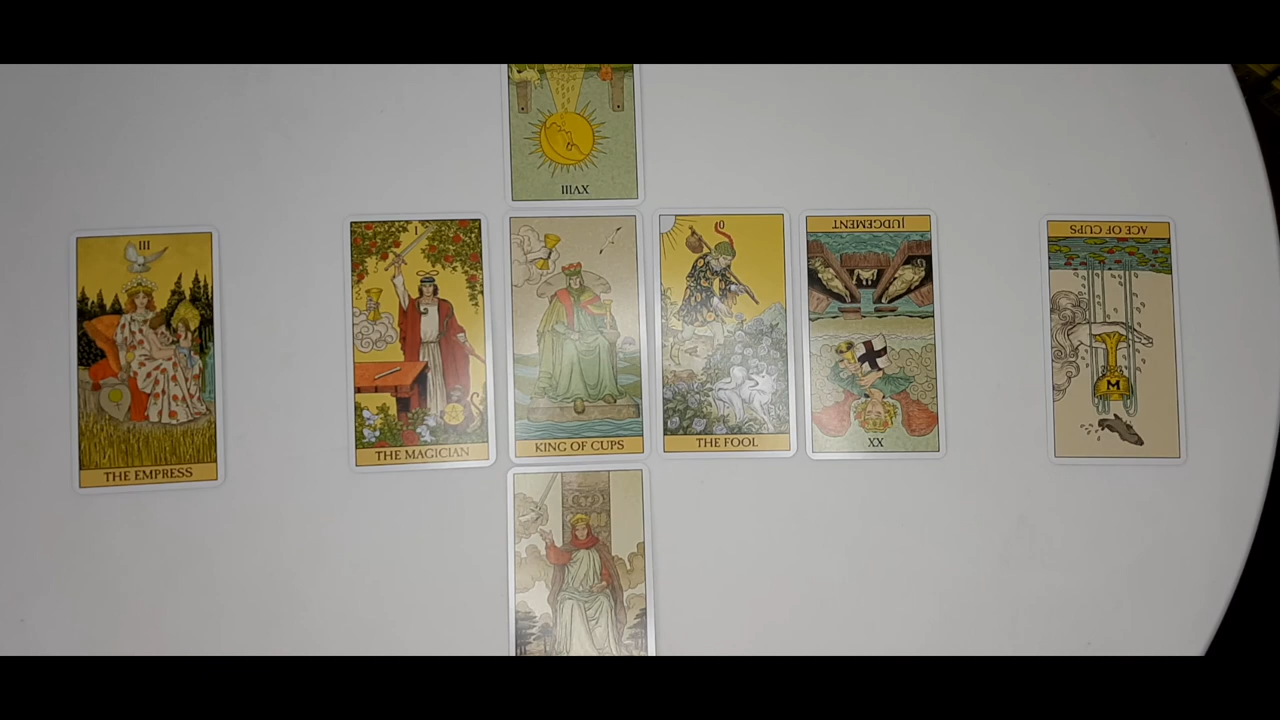 XVIII
III
I
0
JUDGEMENT
ACE OF CUPS
M
XX
THE EMPRESS
THE MAGICIAN
KING OF CUPS
THE FOOL